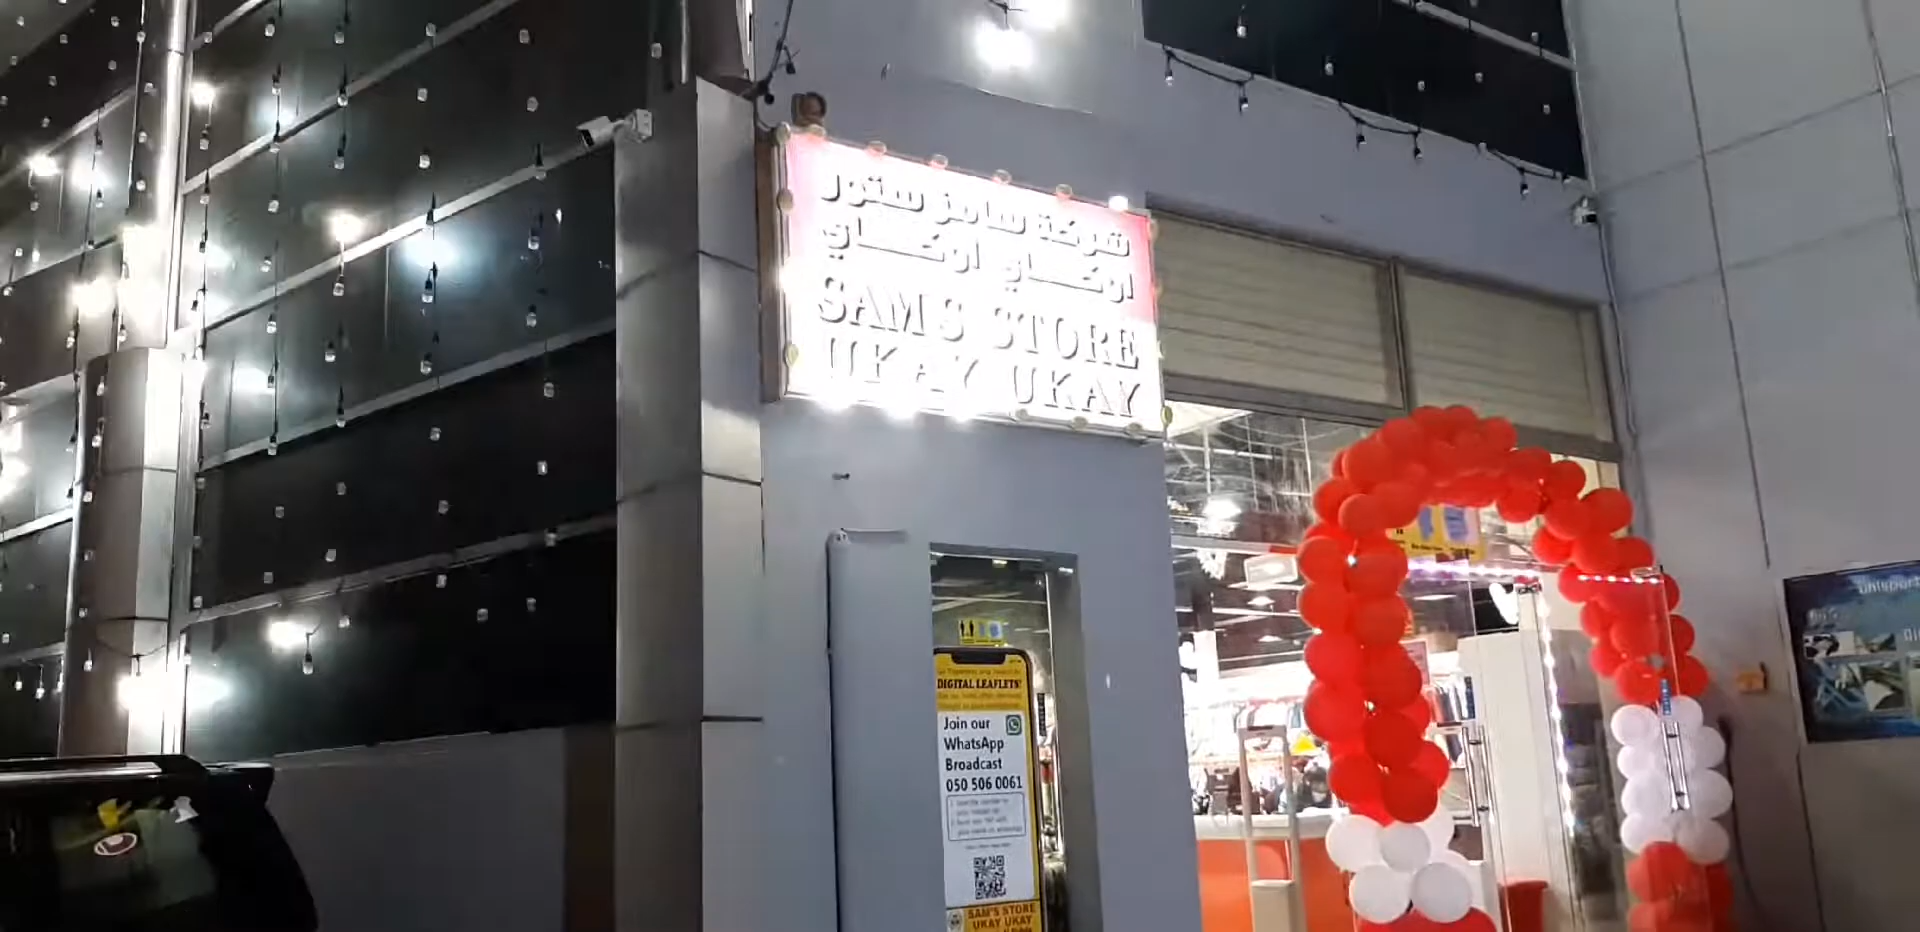 شركة سامز ستور
اوكاي اوكاي
SAM'S STORE
UKAY UKAY
DIGITAL LEAFLETS!
Join our
WhatsApp
Broadcast
050 506 0061
SAM'S STORE
UKAY UKAY
uhlsport